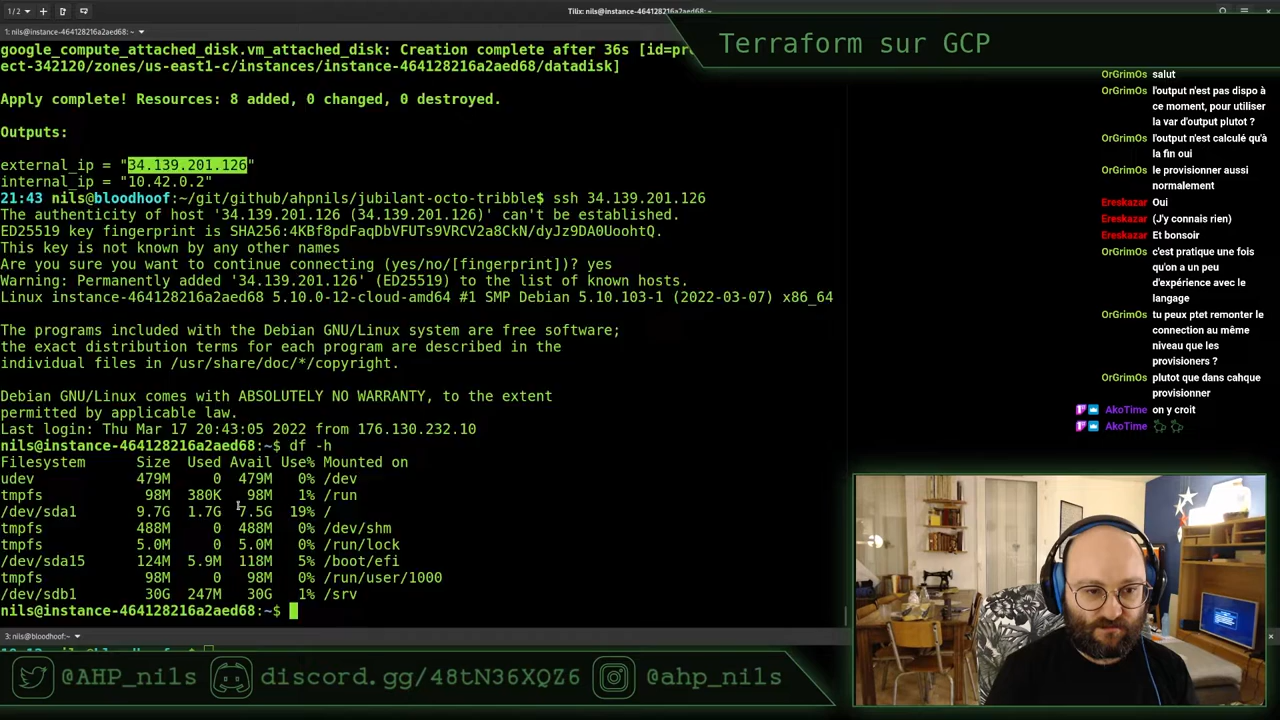 1/2
Tilix: nils@instance-464128216a2aed68: ~
1: nils@instance-464128216a2aed68: ~
Terraform sur GCP
google_compute_attached_disk.vm_attached_disk: Creation complete after 36s [id=pro
ect-342120/zones/us-east1-c/instances/instance-464128216a2aed68/datadisk]
Apply complete! Resources: 8 added, 0 changed, 0 destroyed.
Outputs:
external_ip = "34.139.201.126"
internal_ip = "10.42.0.2"
21:43 nils@bloodhoof:~/git/github/ahpnils/jubilant-octo-tribble$ ssh 34.139.201.126
The authenticity of host '34.139.201.126 (34.139.201.126)' can't be established.
ED25519 key fingerprint is SHA256:4KBf8pdFaqDbVFUTs9VRCV2a8CkN/dyJz9DA0UoohtQ.
This key is not known by any other names
Are you sure you want to continue connecting (yes/no/[fingerprint])? yes
Warning: Permanently added '34.139.201.126' (ED25519) to the list of known hosts.
Linux instance-464128216a2aed68 5.10.0-12-cloud-amd64 #1 SMP Debian 5.10.103-1 (2022-03-07) x86_64
The programs included with the Debian GNU/Linux system are free software;
the exact distribution terms for each program are described in the
individual files in /usr/share/doc/*/copyright.
Debian GNU/Linux comes with ABSOLUTELY NO WARRANTY, to the extent
permitted by applicable law.
Last login: Thu Mar 17 20:43:05 2022 from 176.130.232.10
nils@instance-464128216a2aed68:~$ df -h
Filesystem Size Used Avail Use% Mounted on
udev 479M 0 479M 0% /dev
tmpfs 98M 380K 98M 1% /run
/dev/sda1 9.7G 1.7G 7.5G 19% /
tmpfs 488M 0 488M 0% /dev/shm
tmpfs 5.0M 0 5.0M 0% /run/lock
/dev/sda15 124M 5.9M 118M 5% /boot/efi
tmpfs 98M 0 98M 0% /run/user/1000
/dev/sdb1 30G 247M 30G 1% /srv
nils@instance-464128216a2aed68:~$
3: nils@bloodhoof:~
OrGrimOs salut
OrGrimOs l'output n'est pas dispo à
ce moment, pour utiliser
la var d'output plutot ?
OrGrimOs l'output n'est calculé qu'à
la fin oui
OrGrimOs le provisionner aussi
normalement
Ereskazar Oui
Ereskazar (J'y connais rien)
Ereskazar Et bonsoir
OrGrimOs c'est pratique une fois
qu'on a un peu
d'expérience avec le
langage
OrGrimOs tu peux ptet remonter le
connection au même
niveau que les
provisioners ?
OrGrimOs plutot que dans cahque
provisionner
AkoTime on y croit
AkoTime
@AHP_nils
discord.gg/48tN36XQZ6
@ahp_nils